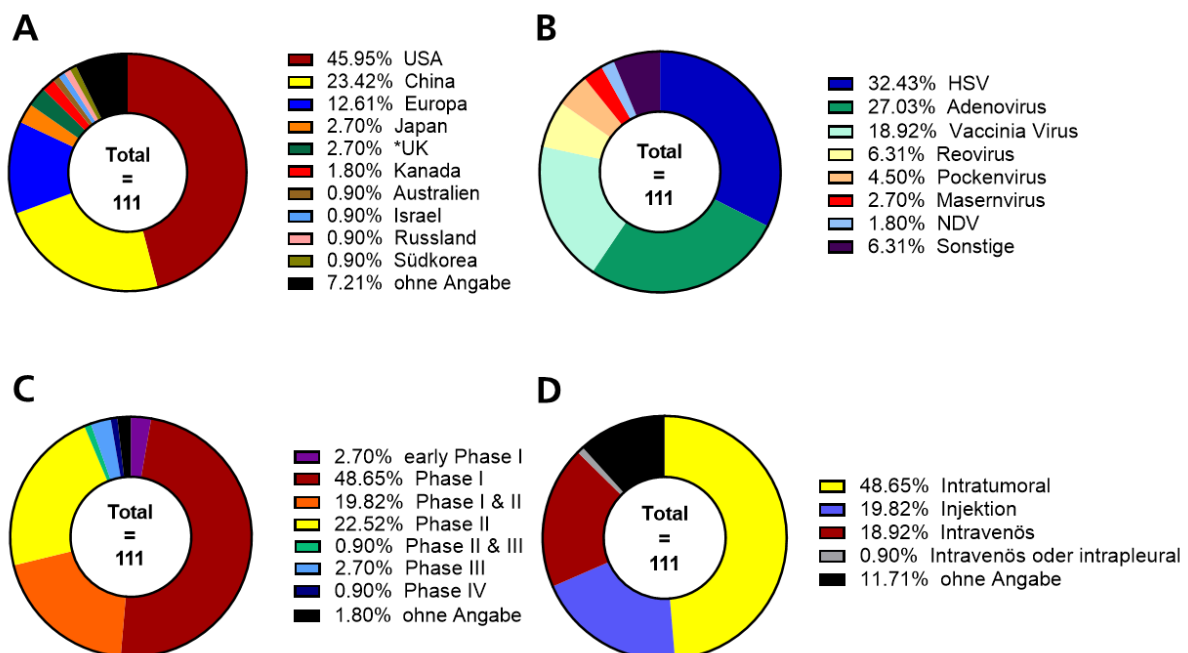 A
Total
=
111
45.95% USA
23.42% China
12.61% Europa
2.70% Japan
2.70% *UK
1.80% Kanada
0.90% Australien
0.90% Israel
0.90% Russland
0.90% Südkorea
7.21% ohne Angabe
B
Total
=
111
32.43% HSV
27.03% Adenovirus
18.92% Vaccinia Virus
6.31% Reovirus
4.50% Pockenvirus
2.70% Masernvirus
1.80% NDV
6.31% Sonstige
C
Total
=
111
2.70% early Phase I
48.65% Phase I
19.82% Phase I & II
22.52% Phase II
0.90% Phase II & III
2.70% Phase III
0.90% Phase IV
1.80% ohne Angabe
D
Total
=
111
48.65% Intratumoral
19.82% Injektion
18.92% Intravenös
0.90% Intravenös oder intrapleural
11.71% ohne Angabe